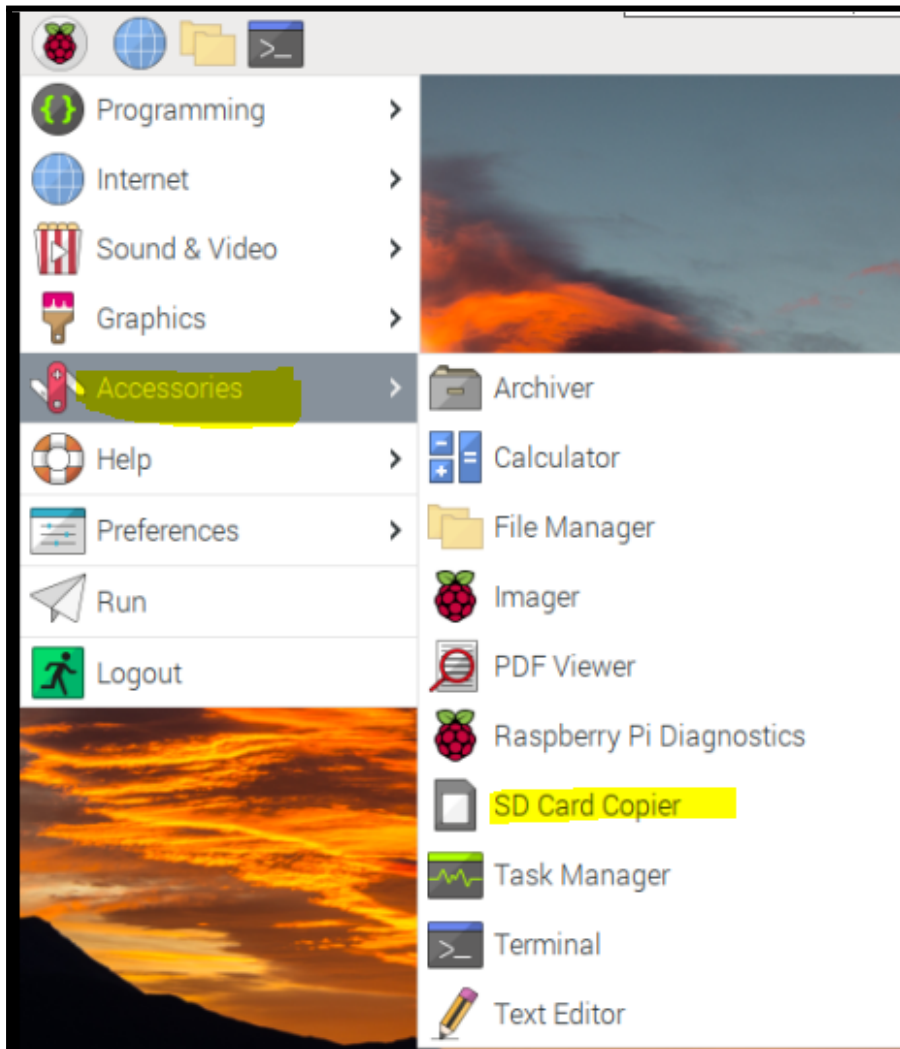 Programming
Internet
Sound & Video
Graphics
Accessories
Help
Preferences
Run
Logout
Archiver
Calculator
File Manager
Imager
PDF Viewer
Raspberry Pi Diagnostics
SD Card Copier
Task Manager
Terminal
Text Editor